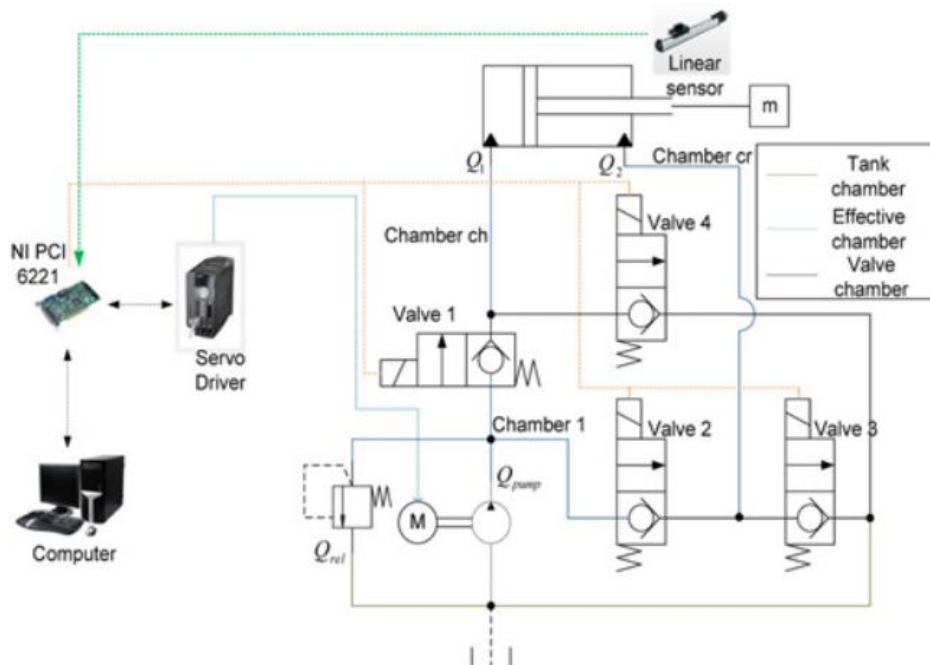 Linear
sensor
m
Q1
Q2
Chamber cr
Tank
chamber
Effective
chamber
Valve
chamber
Valve 4
NI PCI
6221
Chamber ch
Valve 1
Servo
Driver
Chamber 1
Valve 2
Valve 3
Qpump
M
Computer
Qrel